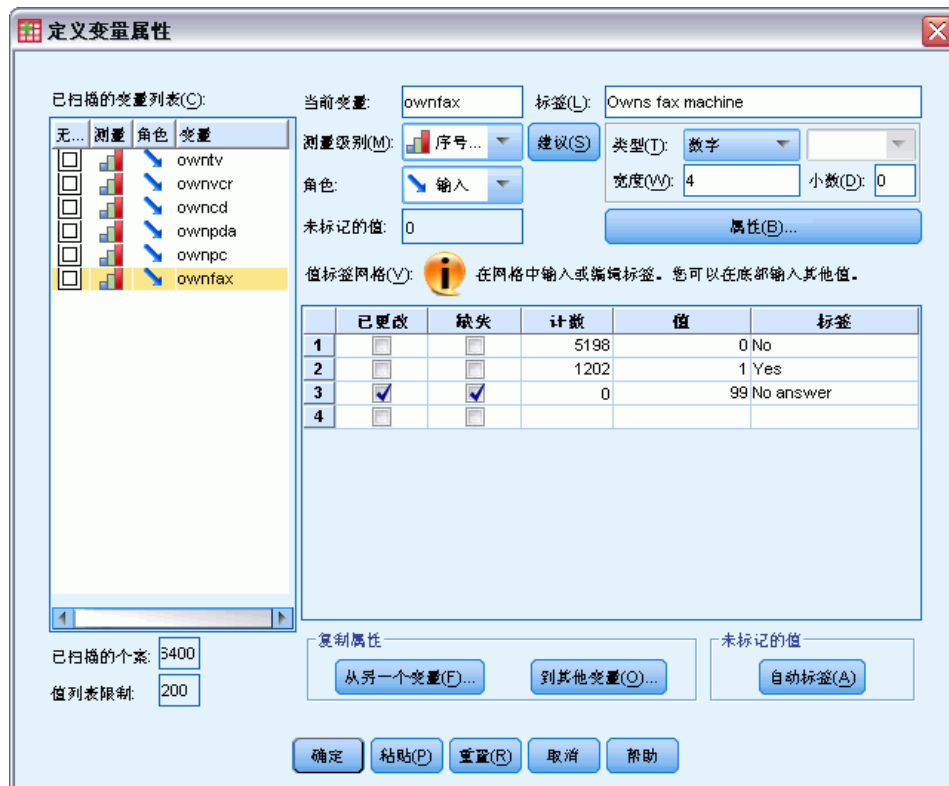 定义变量属性
已扫描的变量列表(C):
无... 测量 角色 变量
owntv
ownvcr
owncd
ownpda
ownpc
ownfax
已扫描的个案: 6400
值列表限制: 200
当前变量: ownfax 标签(L): Owns fax machine
测量级别(M): 序号... 建议(S) 类型(T): 数字
角色: 输入 宽度(W): 4 小数(D): 0
未标记的值: 0 属性(B)...
值标签网格(V): 在网格中输入或编辑标签。您可以在底部输入其他值。
已更改 缺失 计数 值 标签
1 5198 0 No
2 1202 1 Yes
3 0 99 No answer
4
复制属性
从另一个变量(F)... 到其他变量(O)...
未标记的值
自动标签(A)
确定 粘贴(P) 重置(R) 取消 帮助